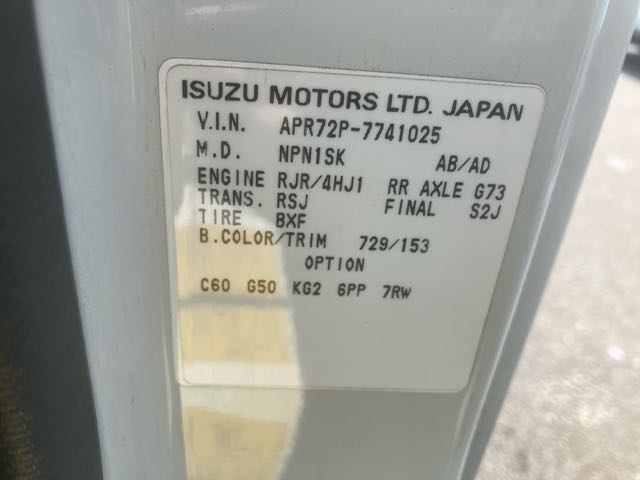 ISUZU MOTORS LTD. JAPAN
V.I.N. APR72P-7741025
M.D. NPN1SK AB/AD
ENGINE RJR/4HJ1 RR AXLE G73
TRANS. RSJ FINAL S2J
TIRE BXF
B.COLOR/TRIM 729/153
OPTION
C60 G50 KG2 6PP 7RW